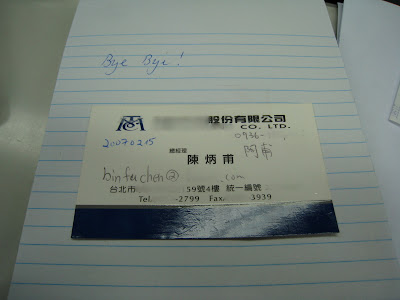 Bye Bye!
股份有限公司
CO. LTD.
20070215
0936-
總經理
陳炳甫
阿甫
binfuchen@ .com
台北市 59號4樓 統一編號
Tel. -2799 Fax. 3939